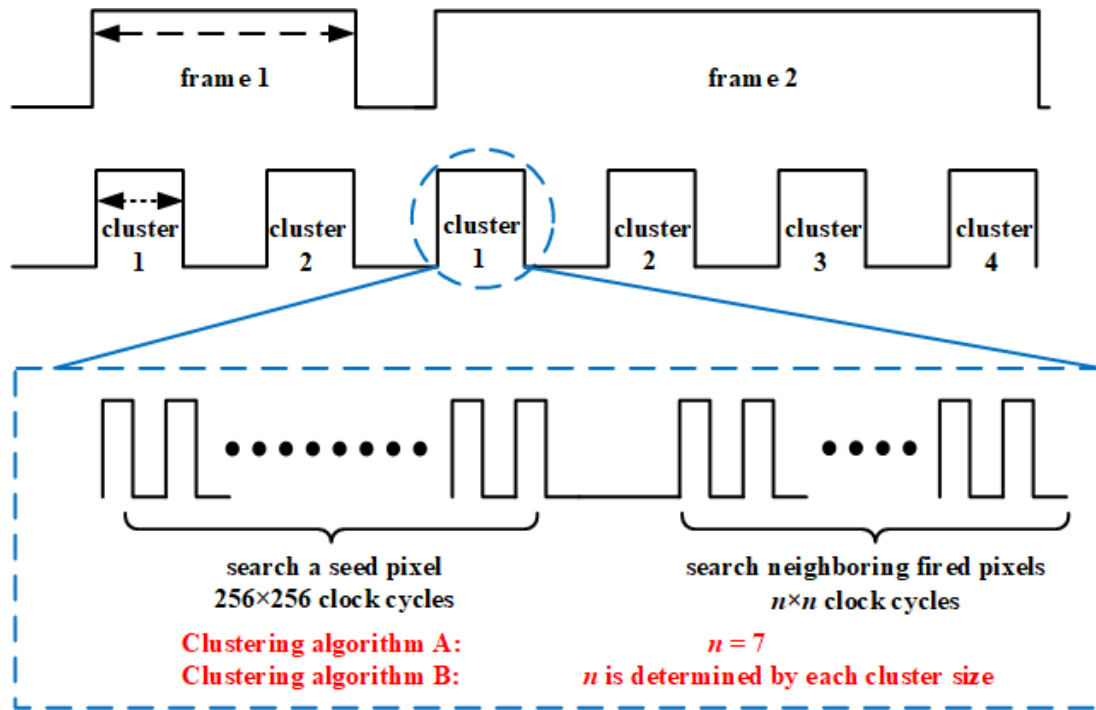 frame 1
frame 2
cluster
1
cluster
2
cluster
1
cluster
2
cluster
3
cluster
4
search a seed pixel
256×256 clock cycles
search neighboring fired pixels
n×n clock cycles
Clustering algorithm A: n = 7
Clustering algorithm B: n is determined by each cluster size